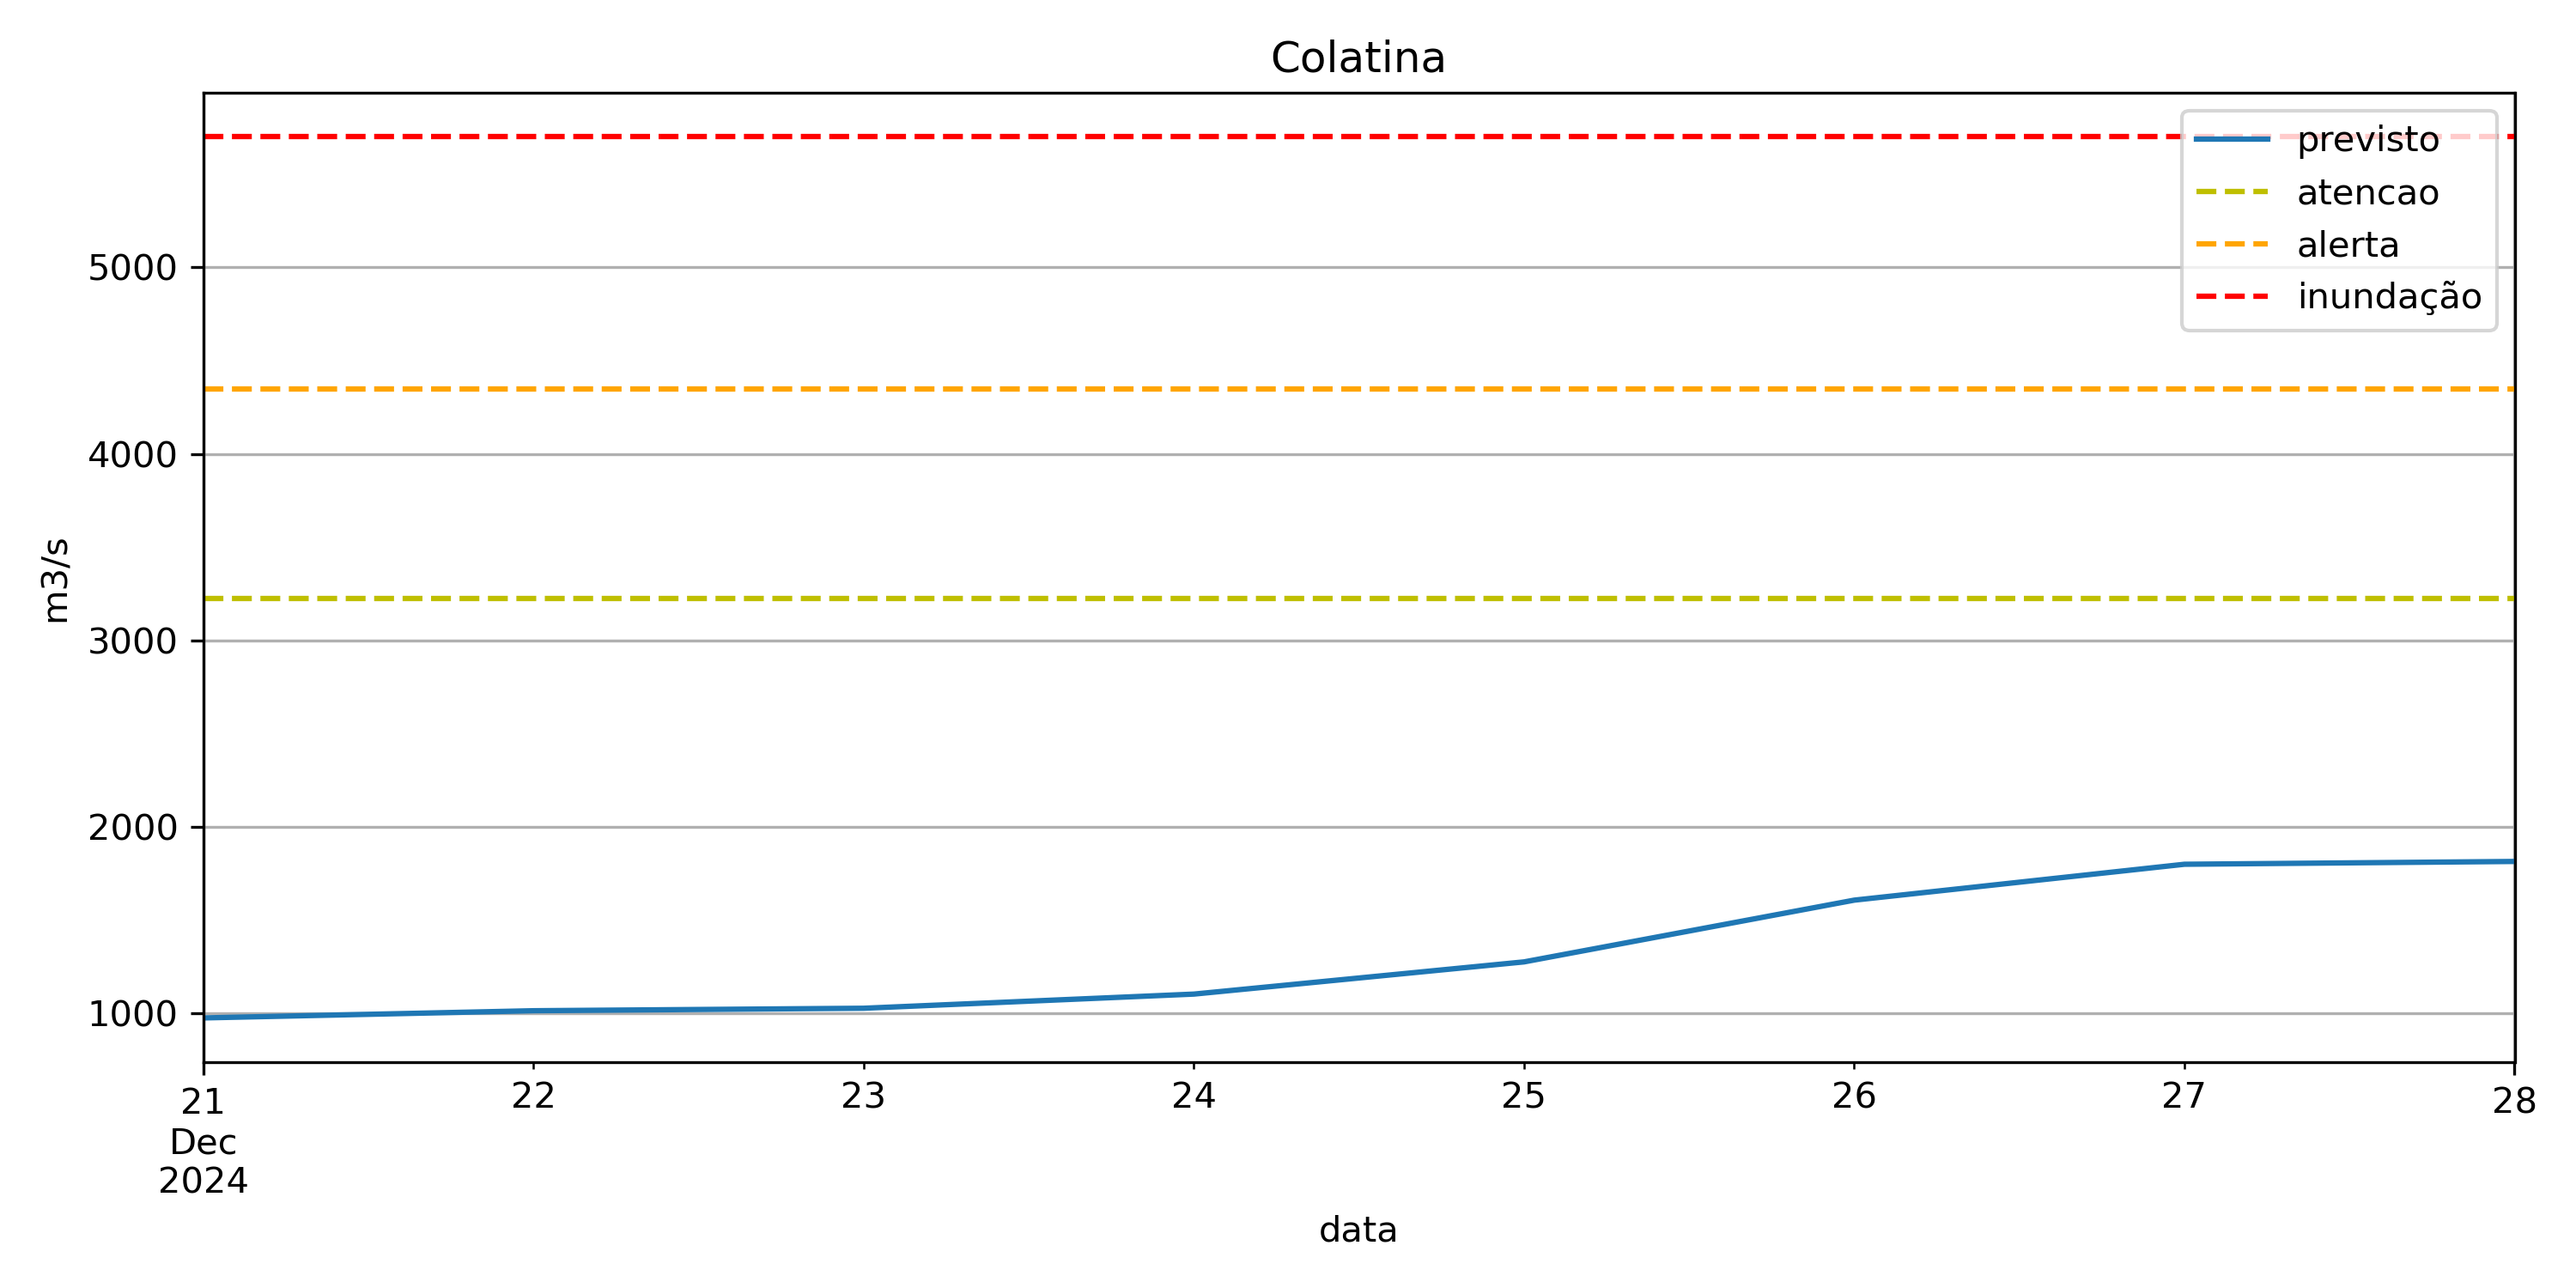 Colatina
previsto
atencao
alerta
inundação
5000
4000
3000
2000
1000
m3/s
21 22 23 24 25 26 27 28
Dec
2024
data